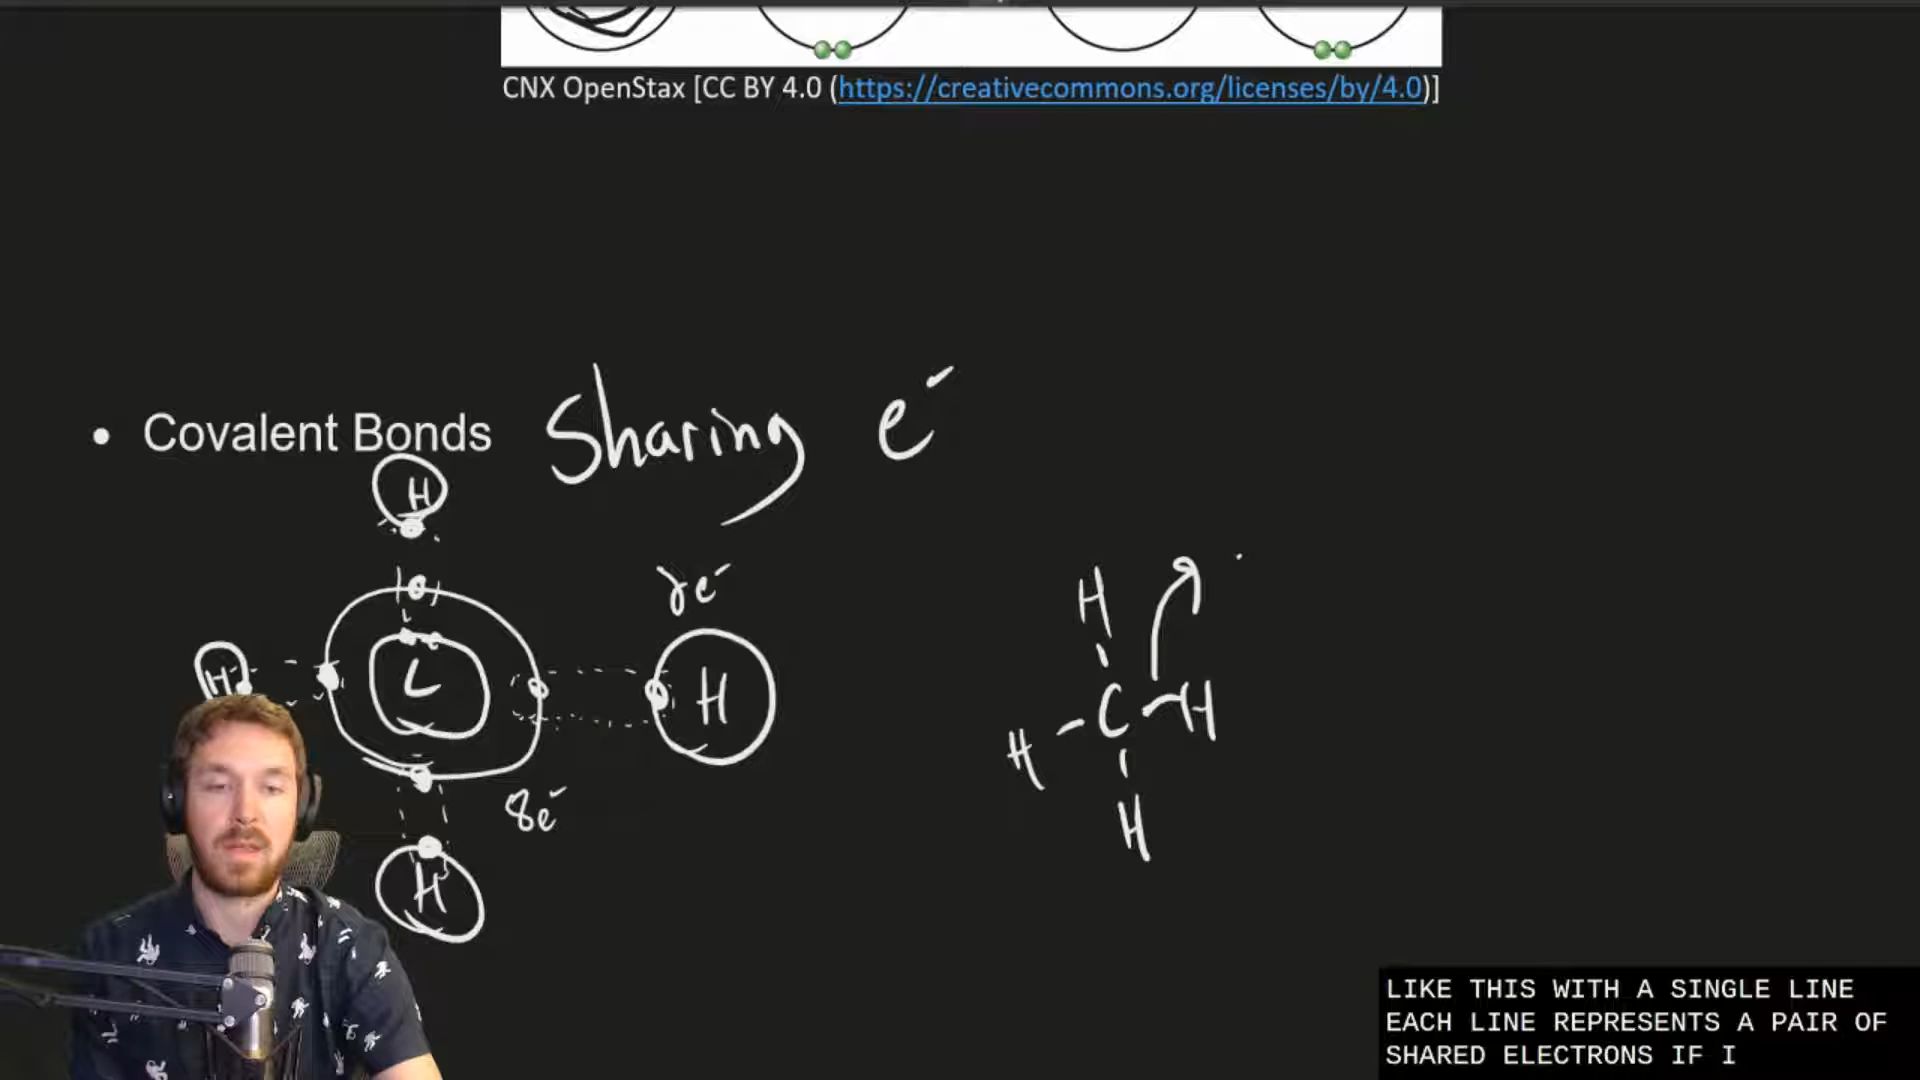 CNX OpenStax [CC BY 4.0 (https://creativecommons.org/licenses/by/4.0)]
• Covalent Bonds Sharing e⁻
H
H
C
H
8e⁻
H
H
C
H
H
H
LIKE THIS WITH A SINGLE LINE
EACH LINE REPRESENTS A PAIR OF
SHARED ELECTRONS IF I